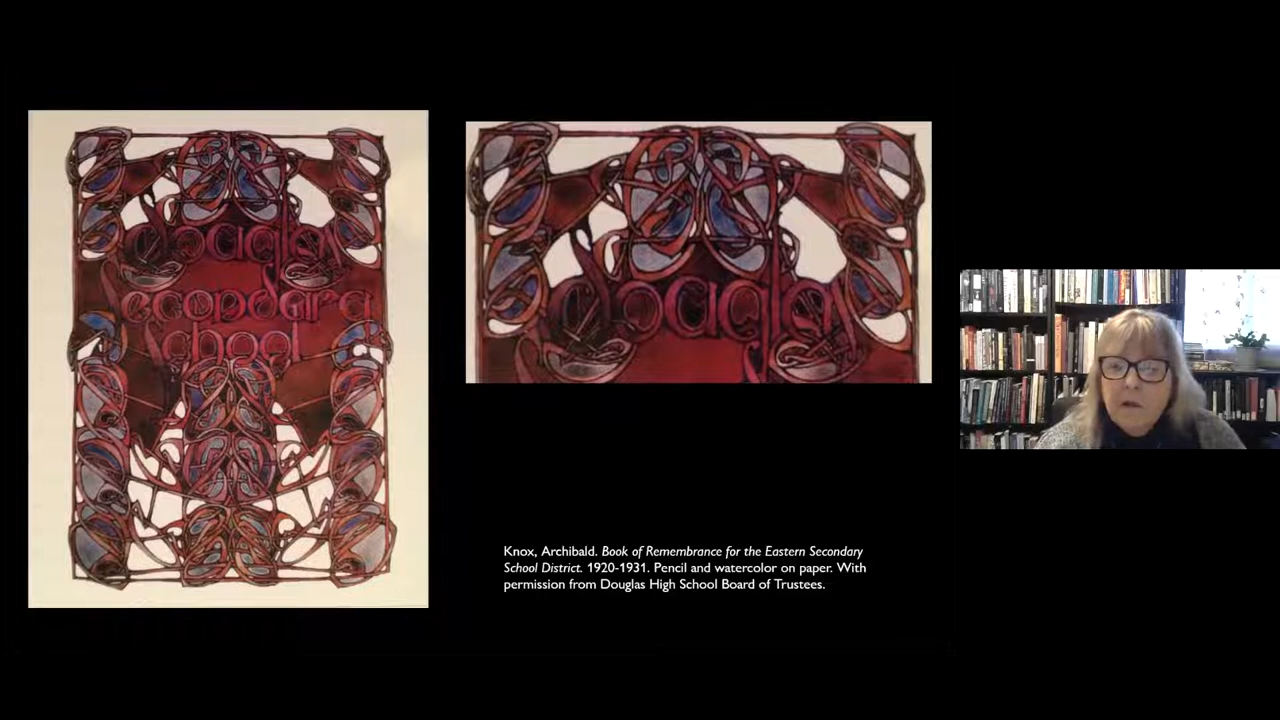 douglas
secondary
school
douglas
Knox, Archibald. Book of Remembrance for the Eastern Secondary
School District. 1920-1931. Pencil and watercolor on paper. With
permission from Douglas High School Board of Trustees.